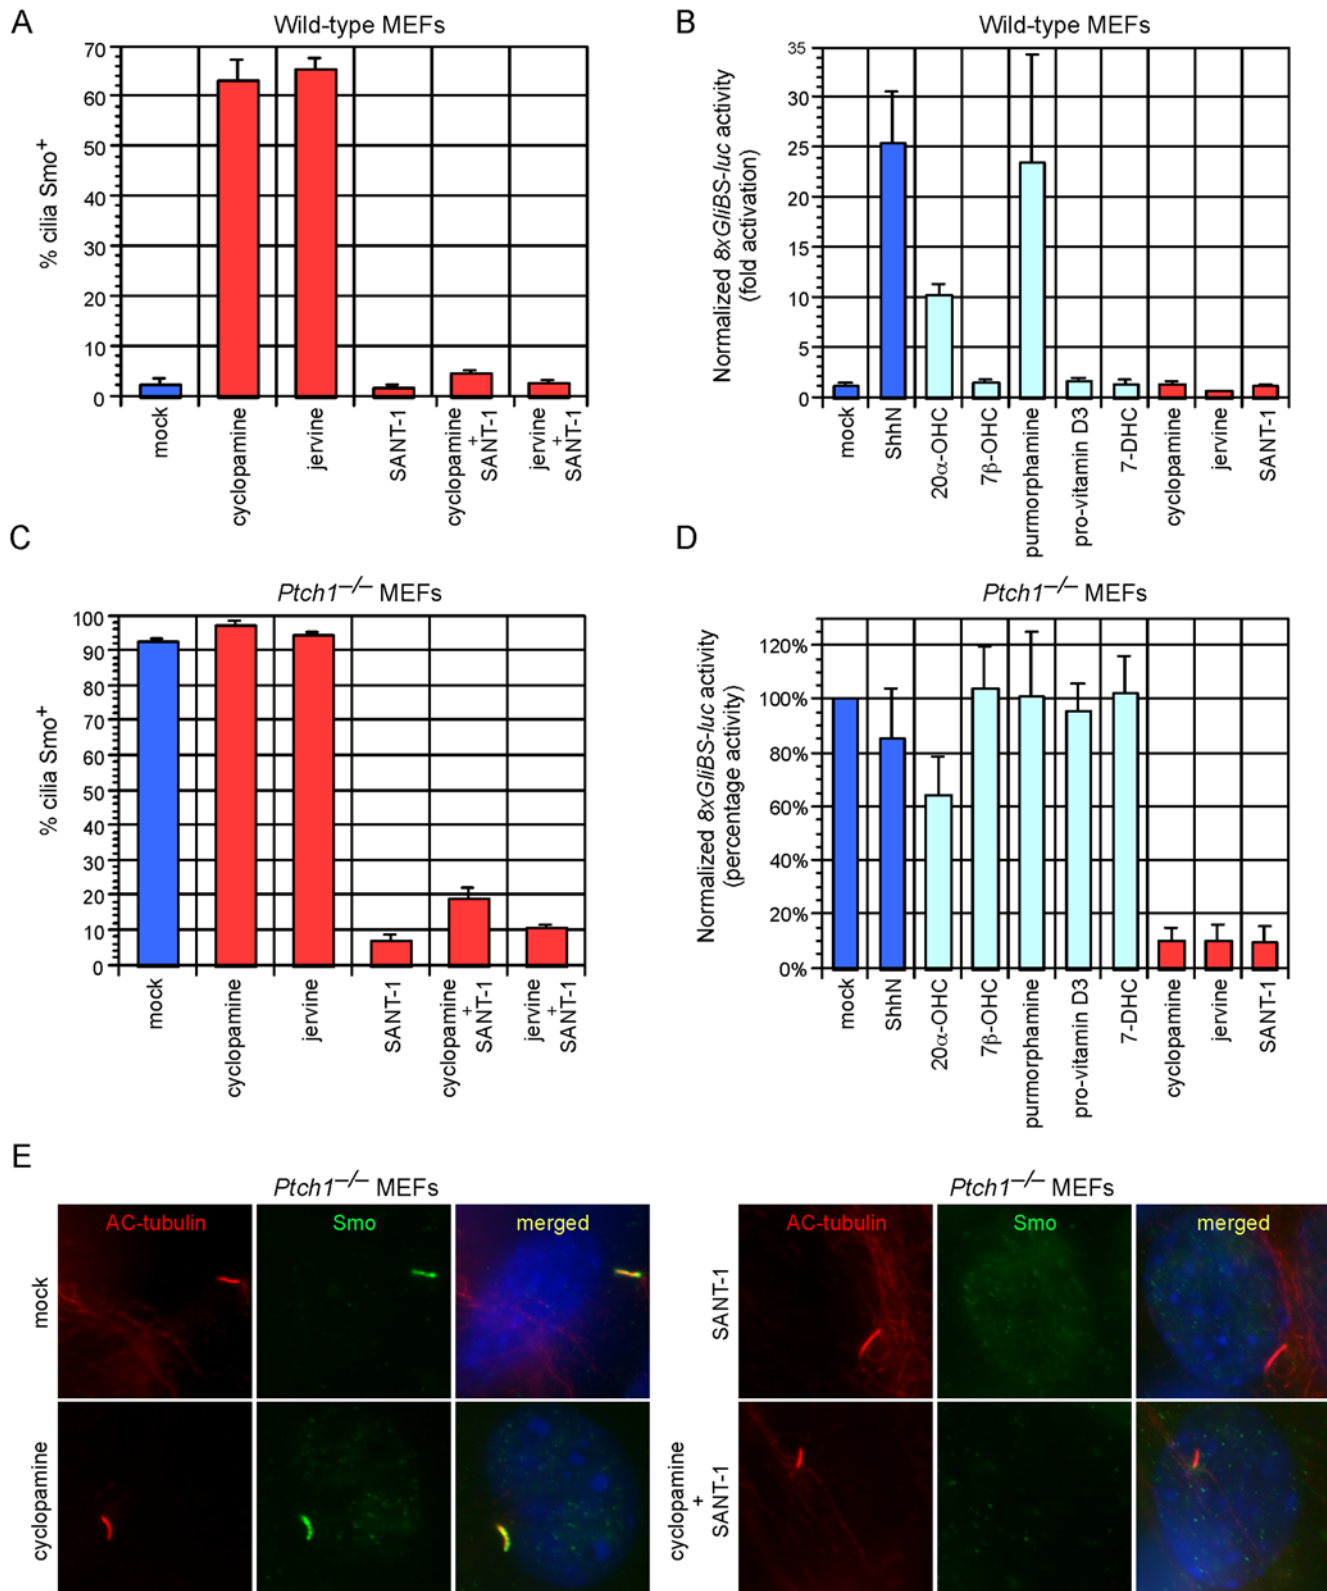 A
Wild-type MEFs
% cilia Smo+
70
60
50
40
30
20
10
0
mock
cyclopamine
jervine
SANT-1
cyclopamine + SANT-1
jervine + SANT-1
B
Wild-type MEFs
Normalized 8xGliBS-luc activity
(fold activation)
35
30
25
20
15
10
5
0
mock
ShhN
20α-OHC
7β-OHC
purmorphamine
pro-vitamin D3
7-DHC
cyclopamine
jervine
SANT-1
C
Ptch1−/− MEFs
% cilia Smo+
100
90
80
70
60
50
40
30
20
10
0
mock
cyclopamine
jervine
SANT-1
cyclopamine + SANT-1
jervine + SANT-1
D
Ptch1−/− MEFs
Normalized 8xGliBS-luc activity
(percentage activity)
120%
100%
80%
60%
40%
20%
0%
mock
ShhN
20α-OHC
7β-OHC
purmorphamine
pro-vitamin D3
7-DHC
cyclopamine
jervine
SANT-1
E
Ptch1−/− MEFs
AC-tubulin
Smo
merged
mock
cyclopamine
Ptch1−/− MEFs
AC-tubulin
Smo
merged
SANT-1
cyclopamine + SANT-1